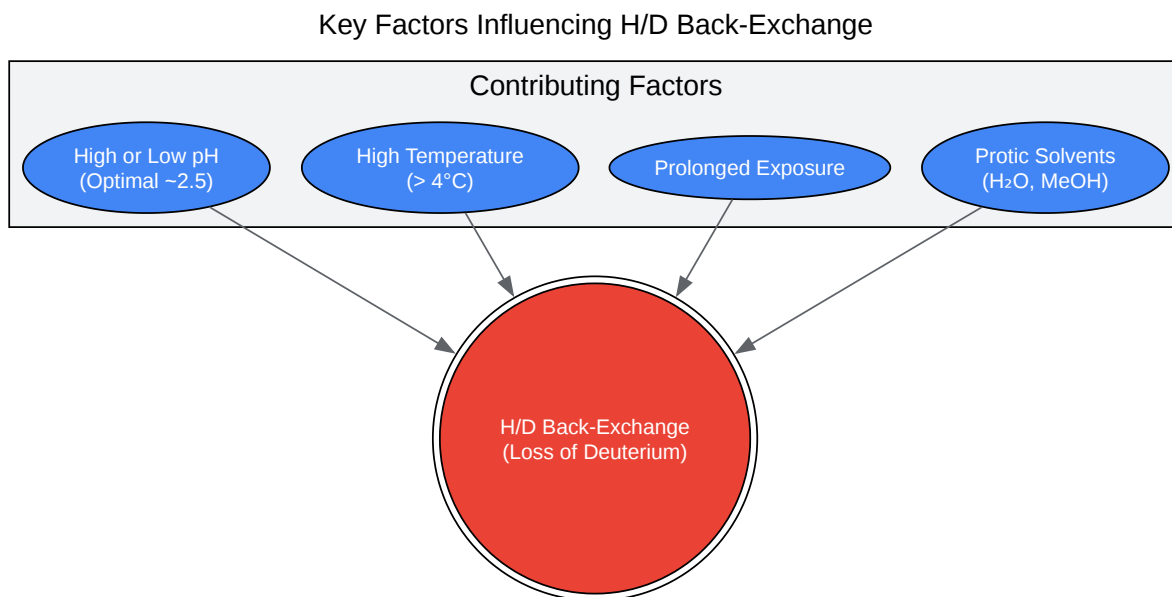 Key Factors Influencing H/D Back-Exchange
Contributing Factors
High or Low pH
(Optimal ~2.5)
High Temperature
(> 4°C)
Prolonged Exposure
Protic Solvents
(H₂O, MeOH)
H/D Back-Exchange
(Loss of Deuterium)